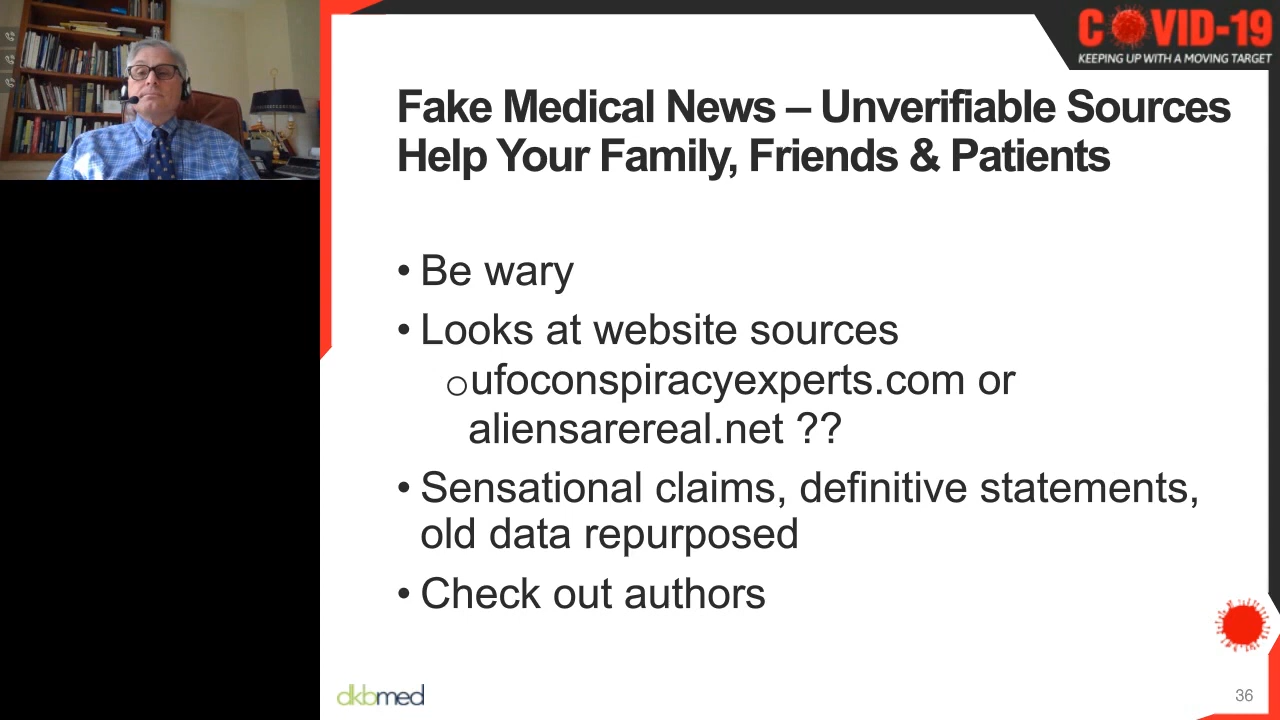 COVID-19
KEEPING UP WITH A MOVING TARGET
Fake Medical News – Unverifiable Sources
Help Your Family, Friends & Patients
• Be wary
• Looks at website sources
oufoconspiracyexperts.com or
aliensarereal.net ??
• Sensational claims, definitive statements,
old data repurposed
• Check out authors
dkbmed
36